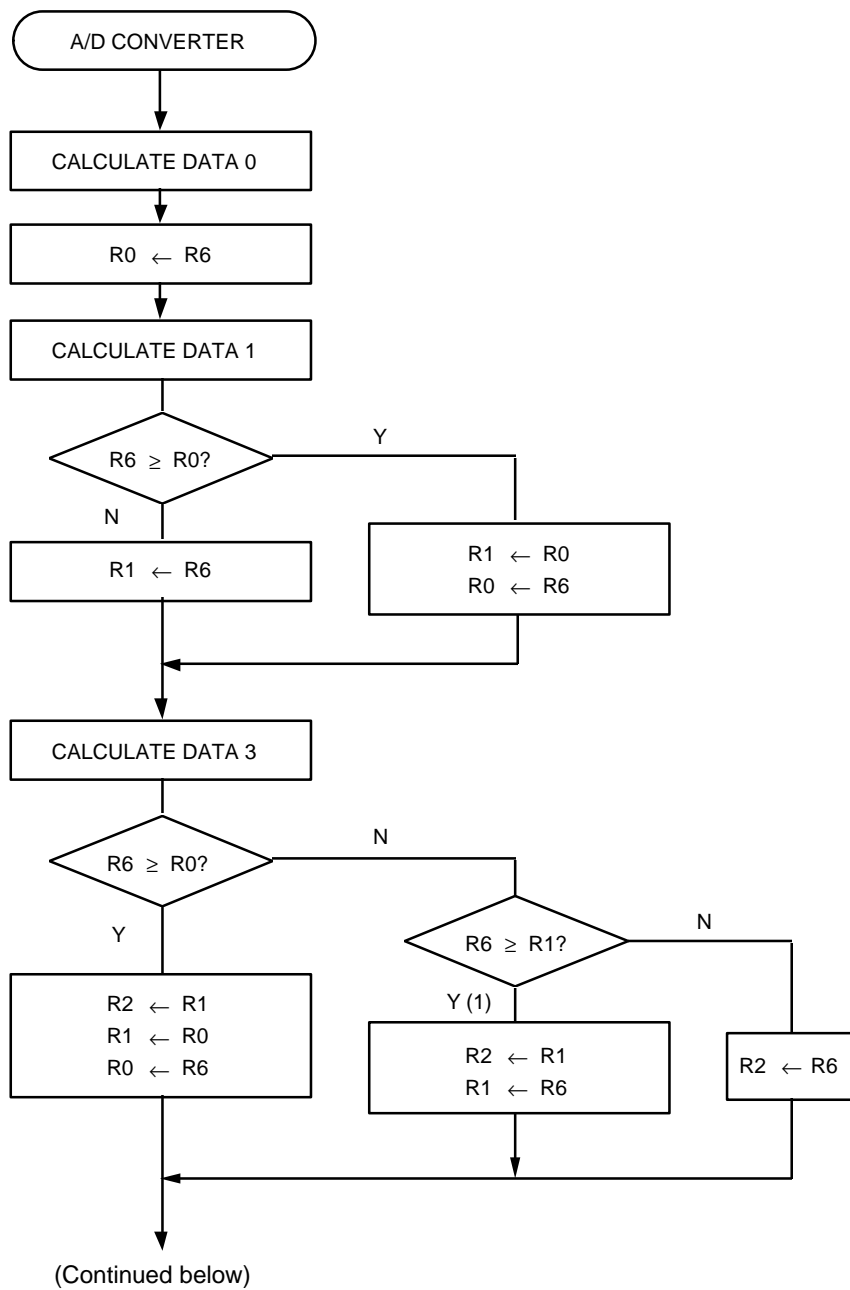 A/D CONVERTER
CALCULATE DATA 0
R0 ← R6
CALCULATE DATA 1
R6 ≥ R0?
Y
N
R1 ← R6
R1 ← R0
R0 ← R6
CALCULATE DATA 3
R6 ≥ R0?
N
Y
R6 ≥ R1?
N
Y (1)
R2 ← R1
R1 ← R0
R0 ← R6
R2 ← R1
R1 ← R6
R2 ← R6
(Continued below)